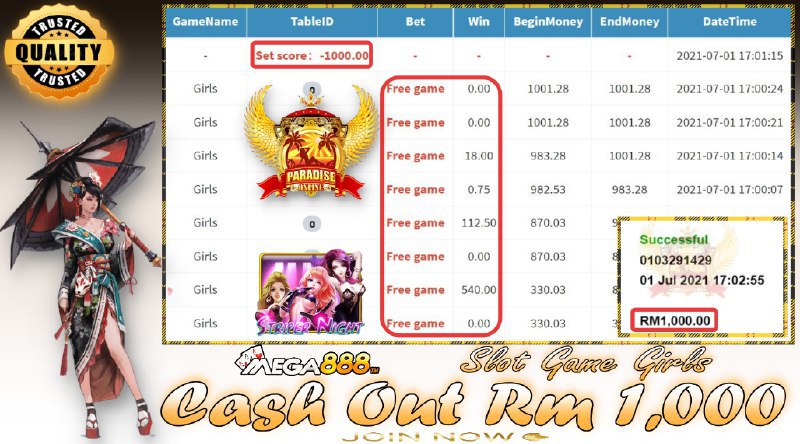 TRUSTED
QUALITY
TRUSTED
GameName TableID Bet Win BeginMoney EndMoney DateTime
- Set score： -1000.00 - - - - 2021-07-01 17:01:15
Girls 0 Free game 0.00 1001.28 1001.28 2021-07-01 17:00:24
Girls Free game 0.00 1001.28 1001.28 2021-07-01 17:00:21
Girls Free game 18.00 983.28 1001.28 2021-07-01 17:00:14
Girls Free game 0.75 982.53 983.28 2021-07-01 17:00:07
Girls 0 Free game 112.50 870.03
Girls Free game 0.00 870.03
Girls Free game 540.00 330.03
Girls Free game 0.00 330.03
PARADISE
Successful
0103291429
01 Jul 2021 17:02:55
RM1,000.00
STRIPER NIGHT
MEGA888 TM
Slot Game Girls
Cash Out Rm 1,000
JOIN NOW